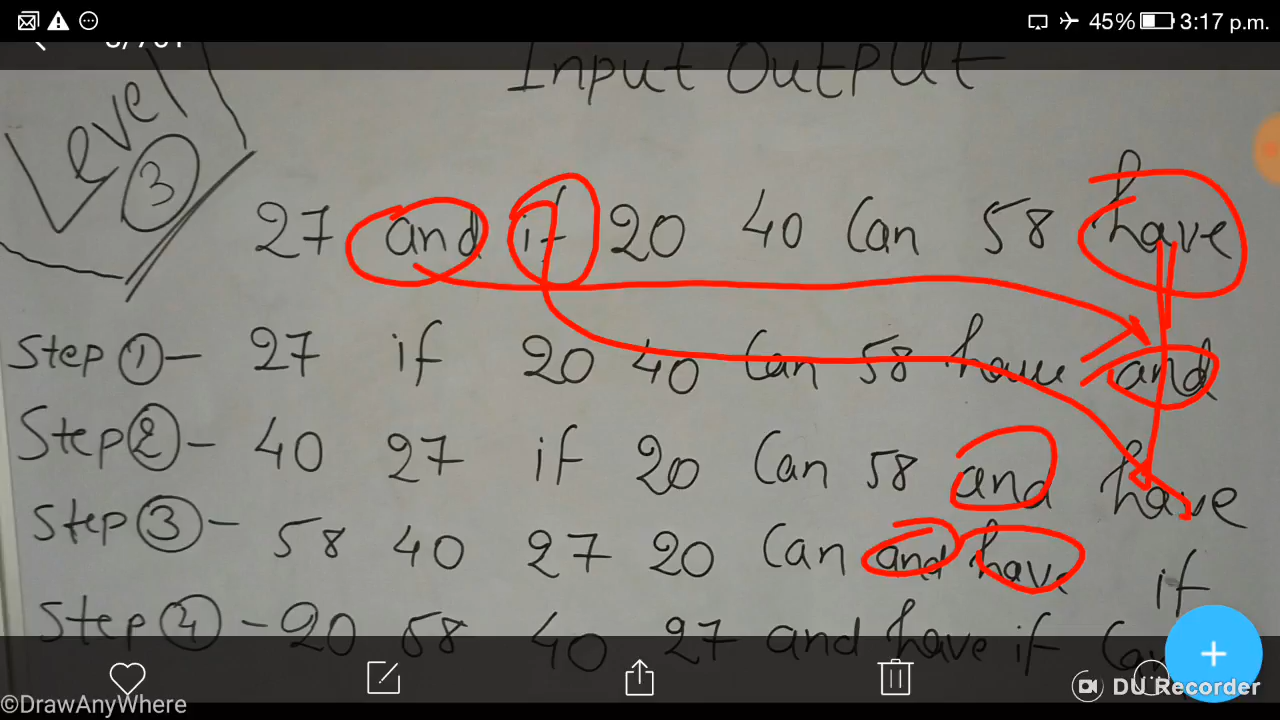 45% 3:17 p.m.
Input Output
Level 3
27 and if 20 40 Can 58 have
Step 1 - 27 if 20 40 Can 58 have and
Step 2 - 40 27 if 20 Can 58 and have
Step 3 - 58 40 27 20 Can and have if
Step 4 - 20 58 40 27 and have if Can
DU Recorder
©DrawAnyWhere